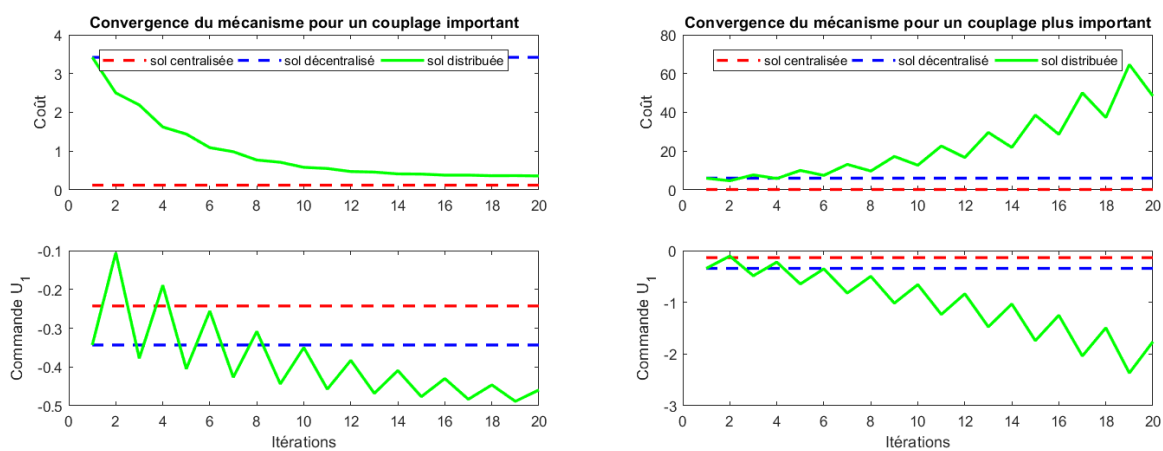 Convergence du mécanisme pour un couplage important
4
3
2
1
0
Coût
sol centralisée sol décentralisé sol distribuée
0 2 4 6 8 10 12 14 16 18 20
-0.1
-0.2
-0.3
-0.4
-0.5
Commande U1
0 2 4 6 8 10 12 14 16 18 20
Itérations
Convergence du mécanisme pour un couplage plus important
80
60
40
20
0
Coût
sol centralisée sol décentralisé sol distribuée
0 2 4 6 8 10 12 14 16 18 20
0
-1
-2
-3
Commande U1
0 2 4 6 8 10 12 14 16 18 20
Itérations